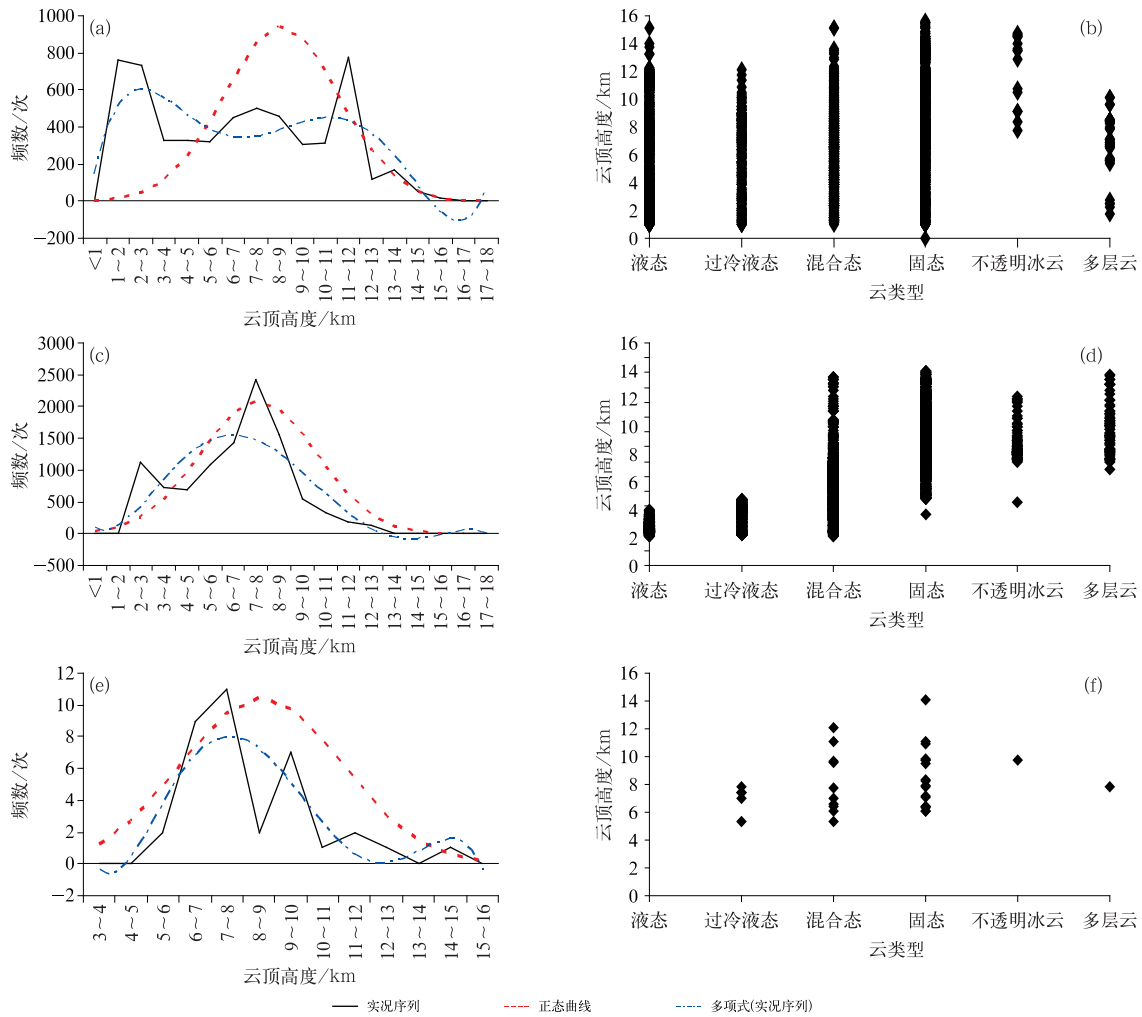 (a)
1000
800
600
400
200
0
−200
频数/次
<1
1~2
2~3
3~4
4~5
5~6
6~7
7~8
8~9
9~10
10~11
11~12
12~13
13~14
14~15
15~16
16~17
17~18
云顶高度/km
(b)
16
14
12
10
8
6
4
2
0
云顶高度/km
液态
过冷液态
混合态
固态
不透明冰云
多层云
云类型
(c)
3000
2500
2000
1500
1000
500
0
−500
频数/次
<1
1~2
2~3
3~4
4~5
5~6
6~7
7~8
8~9
9~10
10~11
11~12
12~13
13~14
14~15
15~16
16~17
17~18
云顶高度/km
(d)
16
14
12
10
8
6
4
2
0
云顶高度/km
液态
过冷液态
混合态
固态
不透明冰云
多层云
云类型
(e)
12
10
8
6
4
2
0
−2
频数/次
3~4
4~5
5~6
6~7
7~8
8~9
9~10
10~11
11~12
12~13
13~14
14~15
15~16
云顶高度/km
(f)
16
14
12
10
8
6
4
2
0
云顶高度/km
液态
过冷液态
混合态
固态
不透明冰云
多层云
云类型
实况序列
正态曲线
多项式(实况序列)